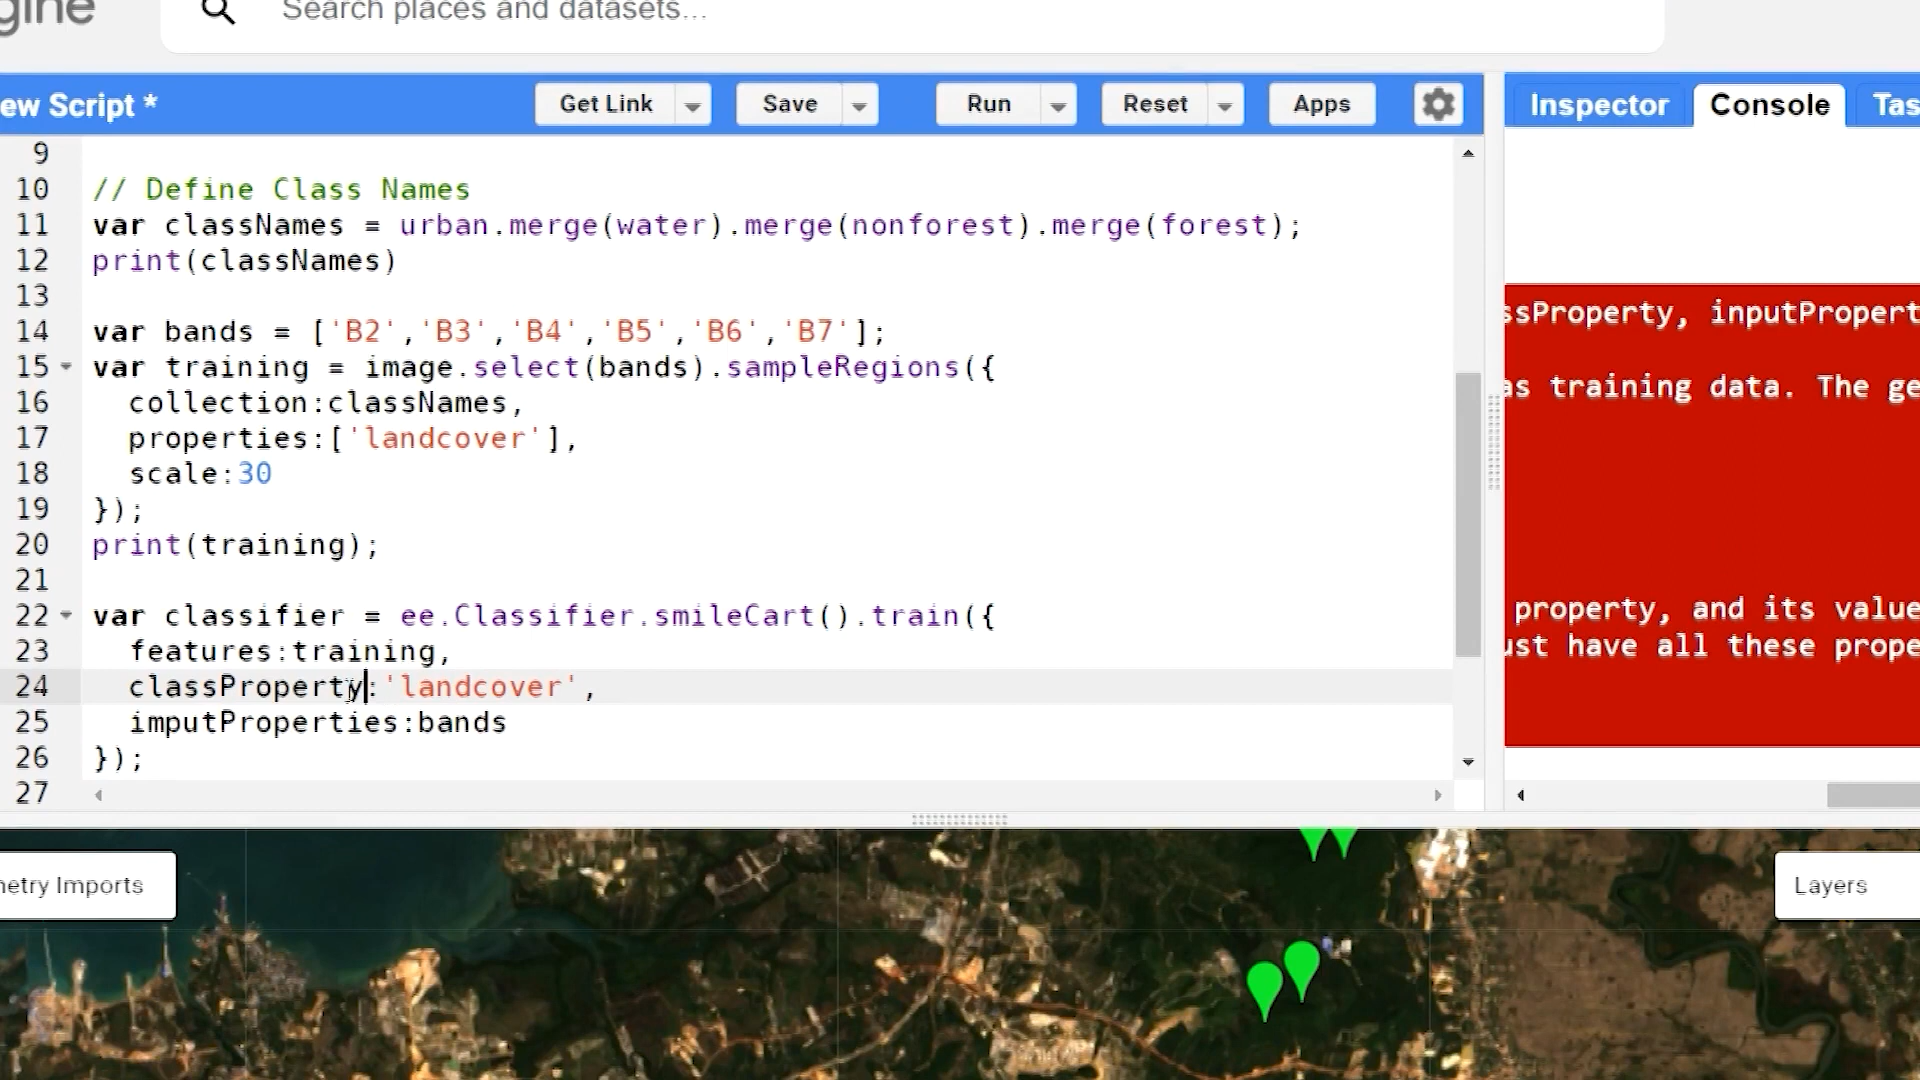 gine
Search places and datasets...
ew Script *
Get Link
Save
Run
Reset
Apps
Inspector
Console
Tas
9
10 // Define Class Names
11 var classNames = urban.merge(water).merge(nonforest).merge(forest);
12 print(classNames)
13
14 var bands = ['B2','B3','B4','B5','B6','B7'];
15 var training = image.select(bands).sampleRegions({
16 collection:classNames,
17 properties:['landcover'],
18 scale:30
19 });
20 print(training);
21
22 var classifier = ee.Classifier.smileCart().train({
23 features:training,
24 classProperty:'landcover',
25 imputProperties:bands
26 });
27
ssProperty, inputPropert
as training data. The ge
property, and its value
ust have all these prope
netry Imports
Layers